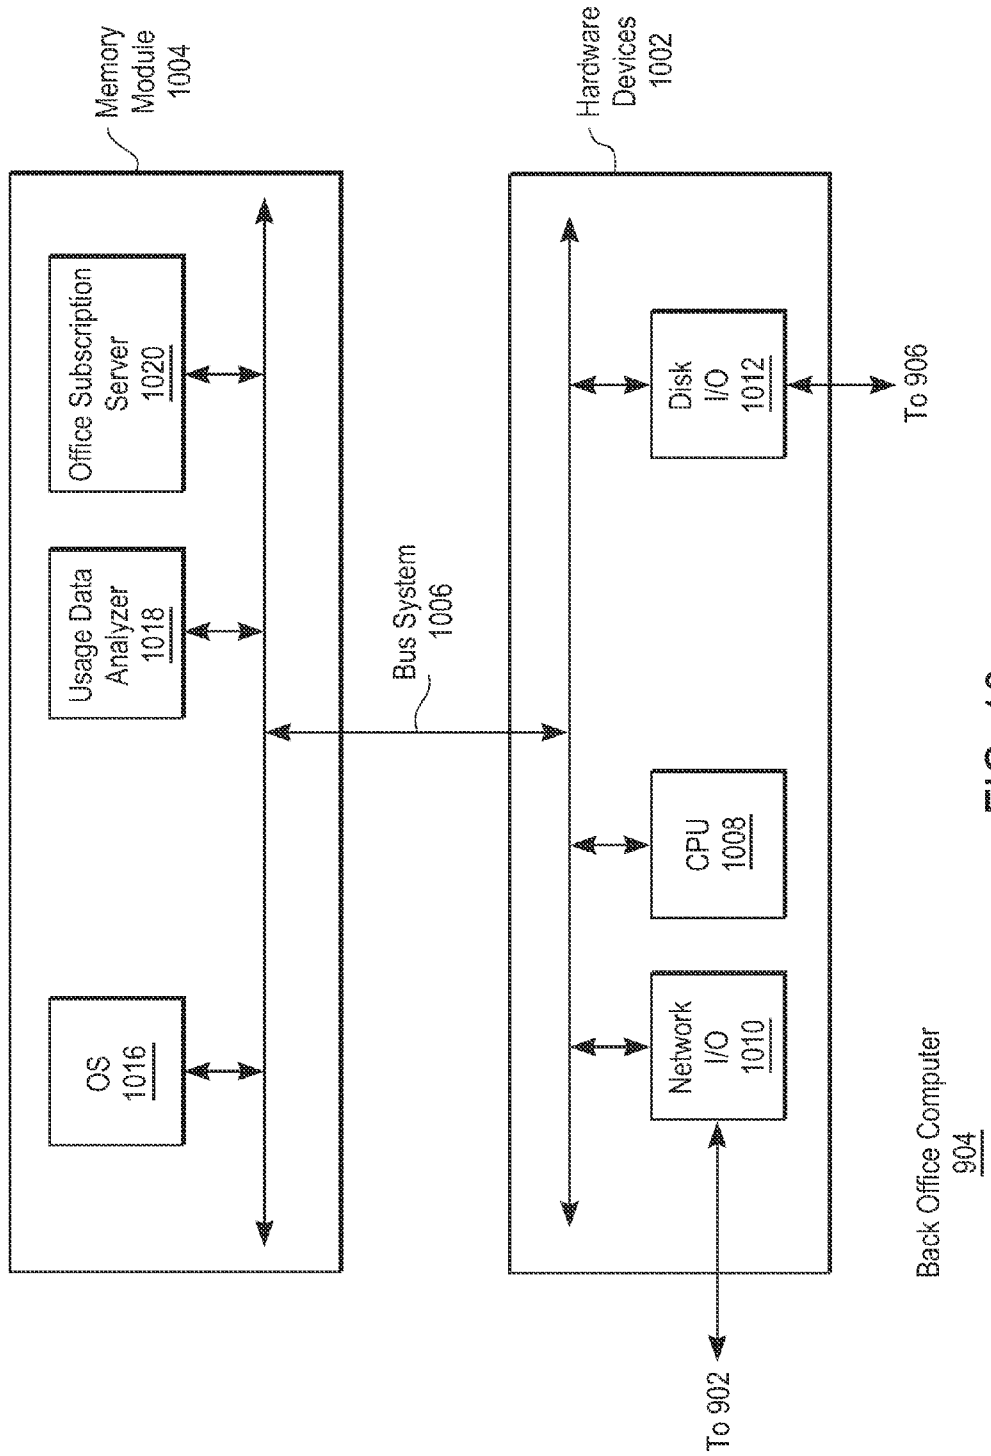 Memory
Module
1004
OS
1016
Usage Data
Analyzer
1018
Office Subscription
Server
1020
Bus System
1006
Hardware
Devices
1002
To 902
Network
I/O
1010
CPU
1008
Disk
I/O
1012
To 906
Back Office Computer
904